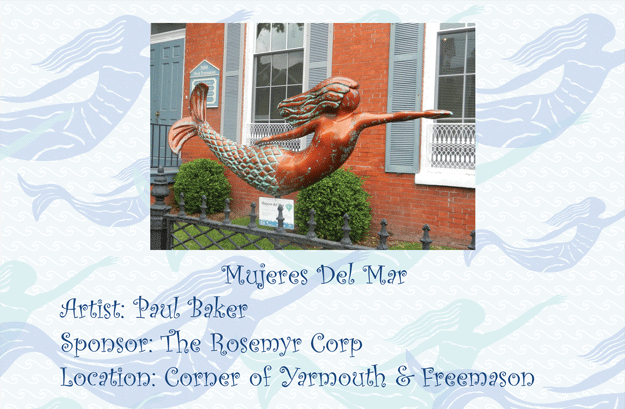 Mujeres Del Mar
Artist: Paul Baker
Sponsor: The Rosemyr Corp
Location: Corner of Yarmouth & Freemason